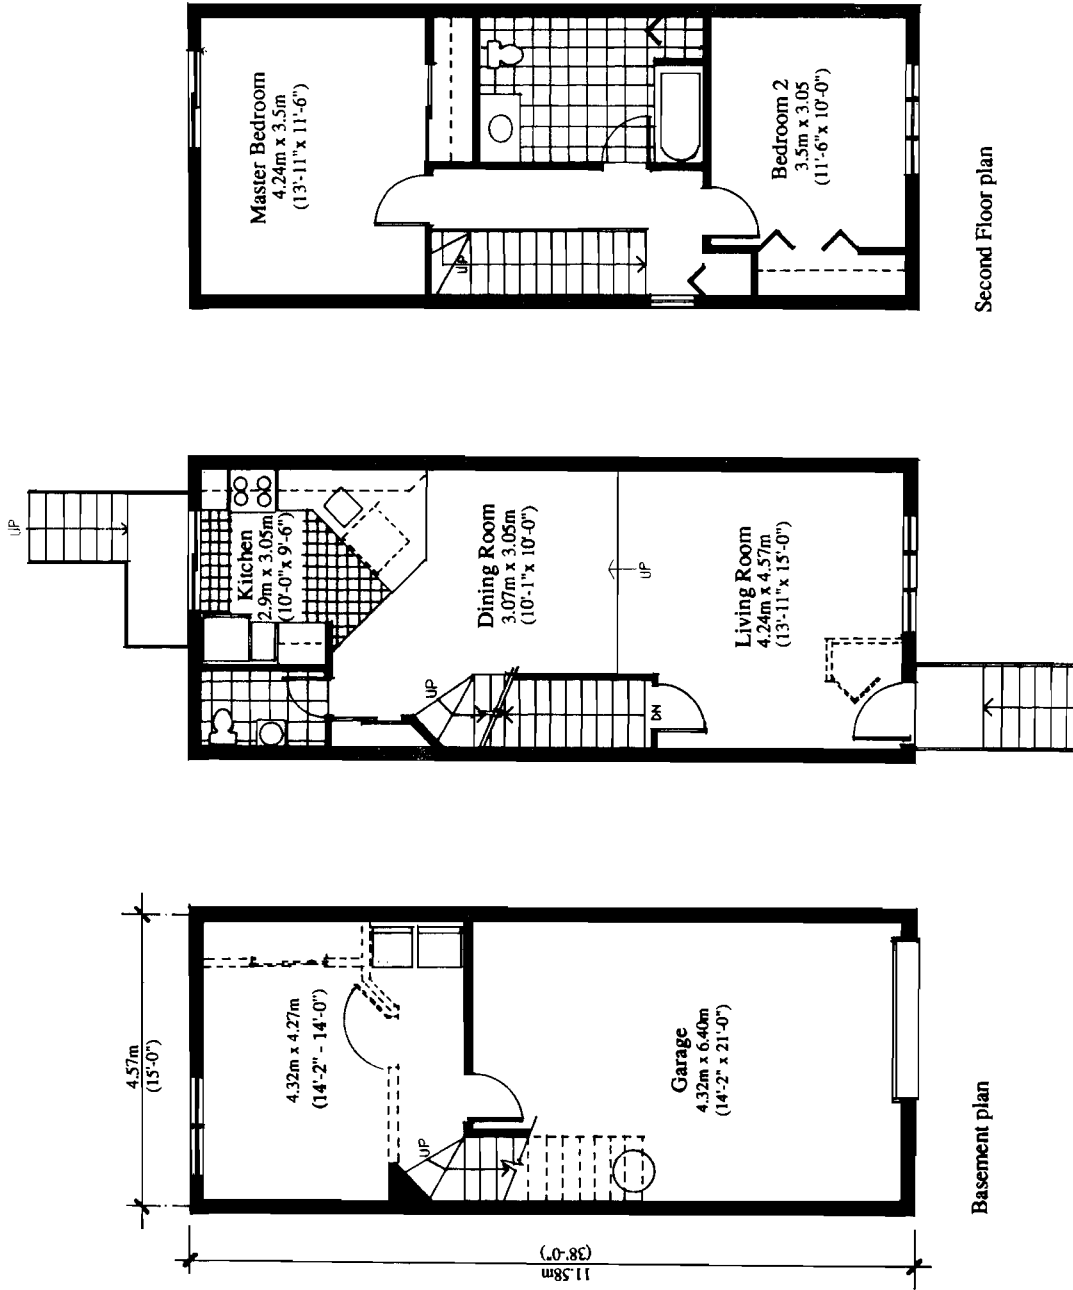 Master Bedroom
4.24m x 3.5m
(13'-11"x 11'-6")
UP
Bedroom 2
3.5m x 3.05
(11'-6"x 10'-0")
Second Floor plan
UP
Kitchen
2.9m x 3.05m
(10'-0"x 9'-6")
Dining Room
3.07m x 3.05m
(10'-1"x 10'-0")
UP
UP
DN
Living Room
4.24m x 4.57m
(13'-11"x 15'-0")
4.57m
(15'-0")
4.32m x 4.27m
(14'-2" - 14'-0")
UP
Garage
4.32m x 6.40m
(14'-2" x 21'-0")
11.58m
(38'-0")
Basement plan